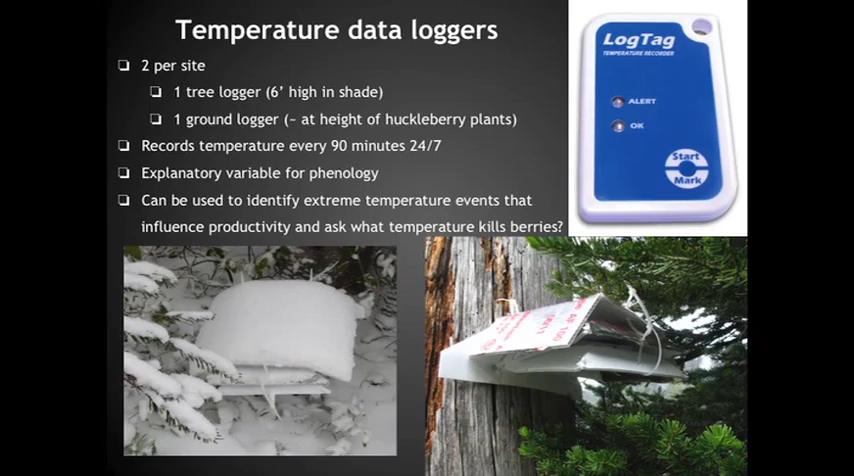 Temperature data loggers
2 per site
1 tree logger (6’ high in shade)
1 ground logger (~ at height of huckleberry plants)
Records temperature every 90 minutes 24/7
Explanatory variable for phenology
Can be used to identify extreme temperature events that
influence productivity and ask what temperature kills berries?
LogTag
TEMPERATURE RECORDER
ALERT
OK
Start
Mark